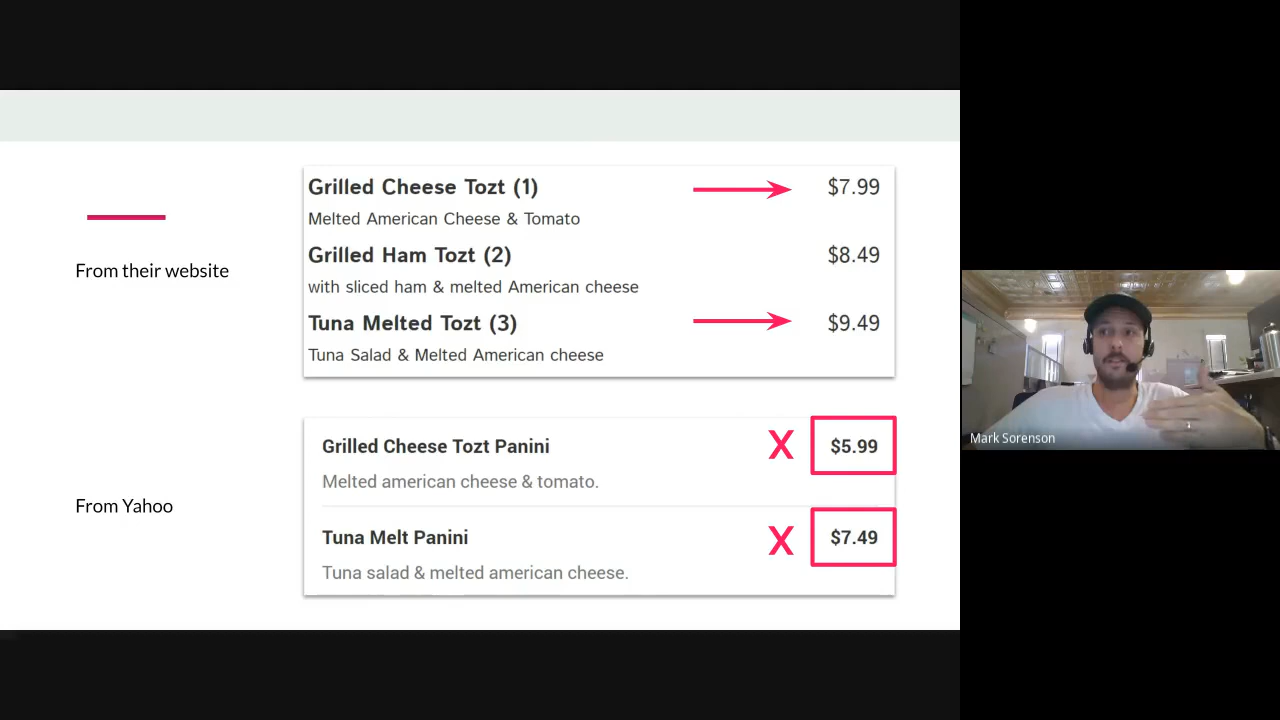 Grilled Cheese Tozt (1) $7.99
Melted American Cheese & Tomato
Grilled Ham Tozt (2) $8.49
with sliced ham & melted American cheese
Tuna Melted Tozt (3) $9.49
Tuna Salad & Melted American cheese
From their website
Grilled Cheese Tozt Panini X $5.99
Melted american cheese & tomato.
Tuna Melt Panini X $7.49
Tuna salad & melted american cheese.
From Yahoo
Mark Sorenson